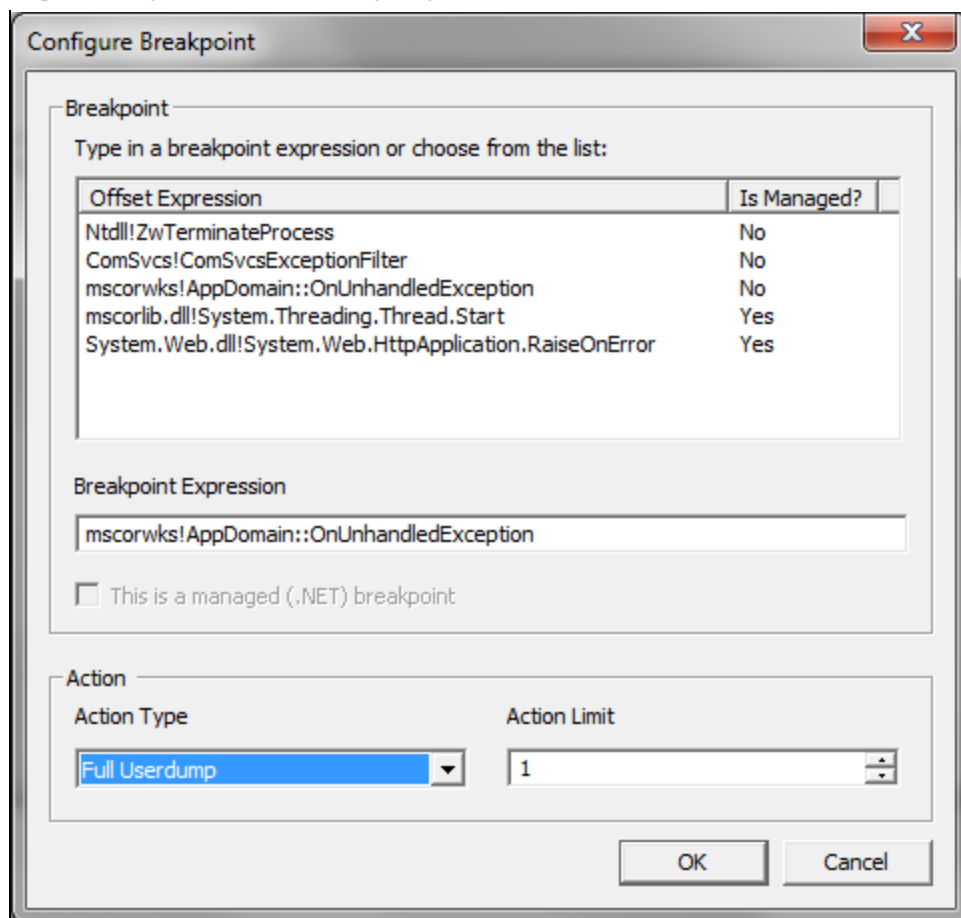 Configure Breakpoint
Breakpoint
Type in a breakpoint expression or choose from the list:
Offset Expression Is Managed?
Ntdll!ZwTerminateProcess No
ComSvcs!ComSvcsExceptionFilter No
mscorwks!AppDomain::OnUnhandledException No
mscorlib.dll!System.Threading.Thread.Start Yes
System.Web.dll!System.Web.HttpApplication.RaiseOnError Yes
Breakpoint Expression
mscorwks!AppDomain::OnUnhandledException
This is a managed (.NET) breakpoint
Action
Action Type Action Limit
Full Userdump 1
OK Cancel